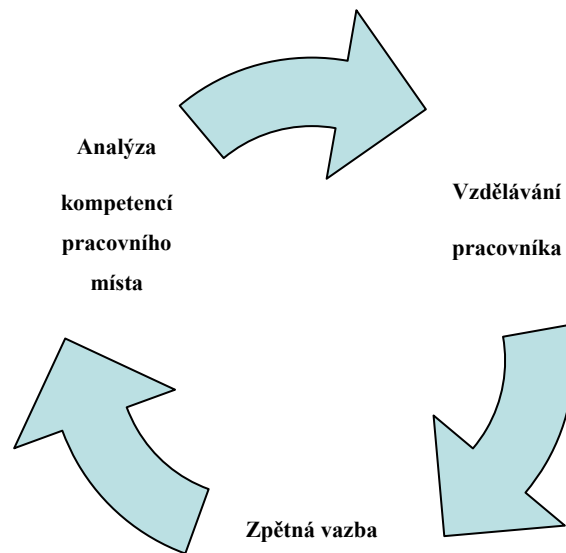 Analýza
kompetencí
pracovního
místa
Vzdělávání
pracovníka
Zpětná vazba